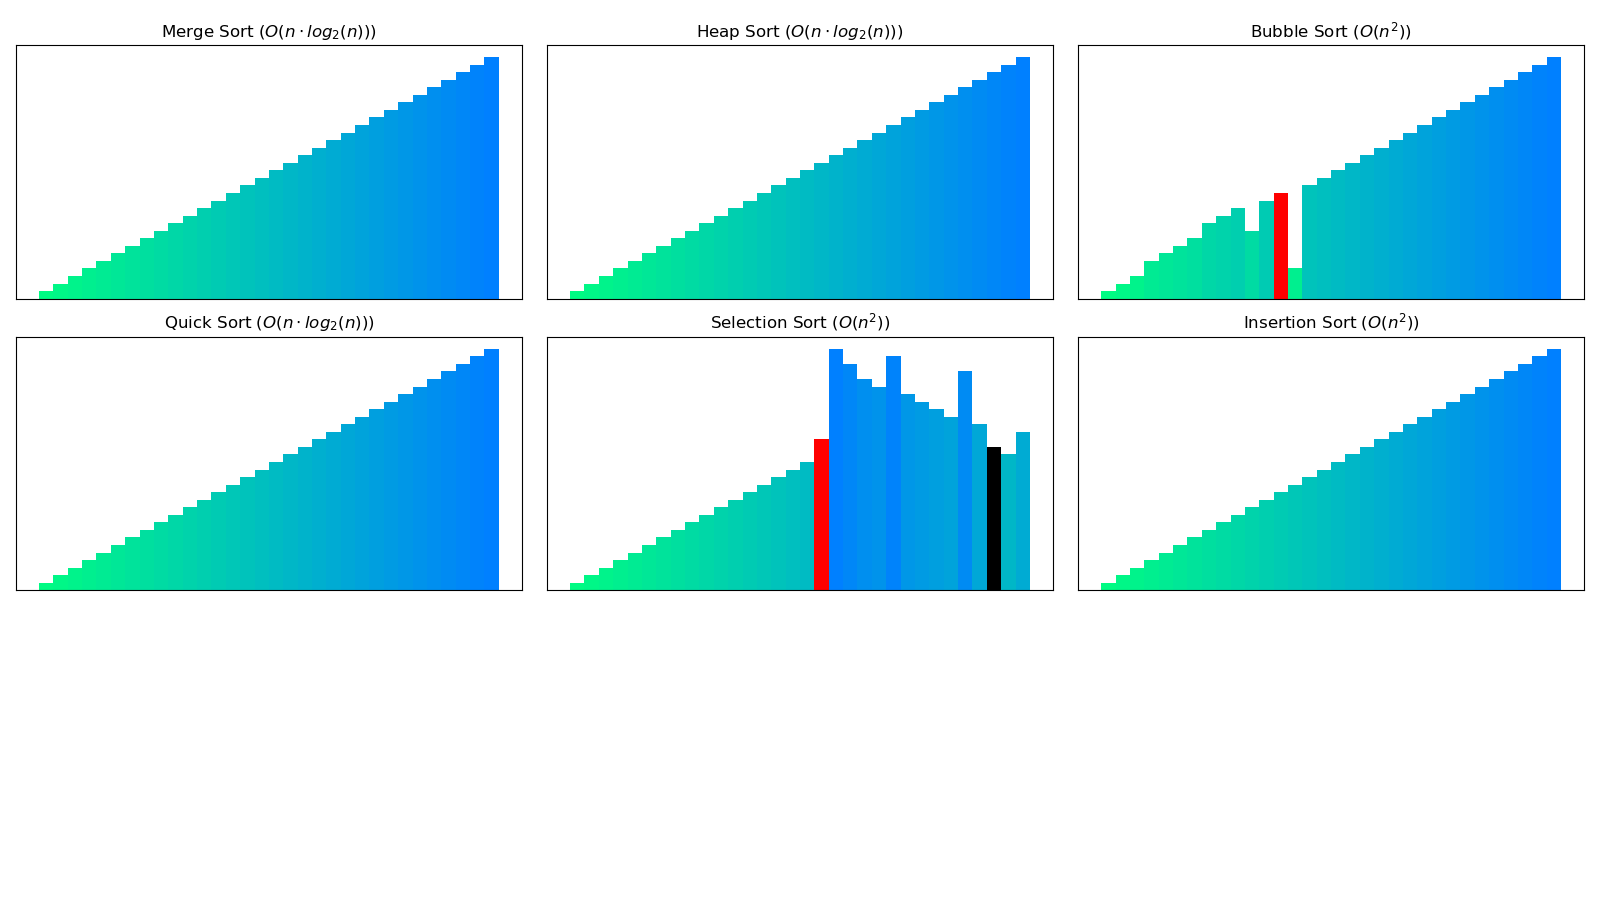 Merge Sort (O(n · log₂(n)))
Heap Sort (O(n · log₂(n)))
Bubble Sort (O(n²))
Quick Sort (O(n · log₂(n)))
Selection Sort (O(n²))
Insertion Sort (O(n²))